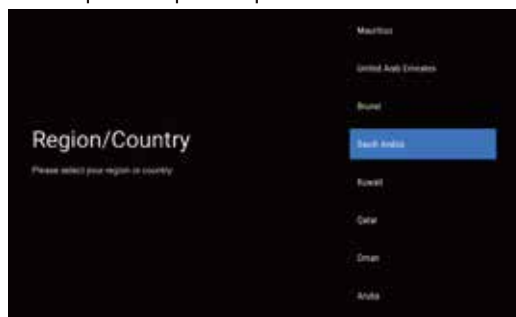 Region/Country
Please select your region or country
Mauritius
United Arab Emirates
Brunei
Saudi Arabia
Kuwait
Qatar
Oman
Aruba